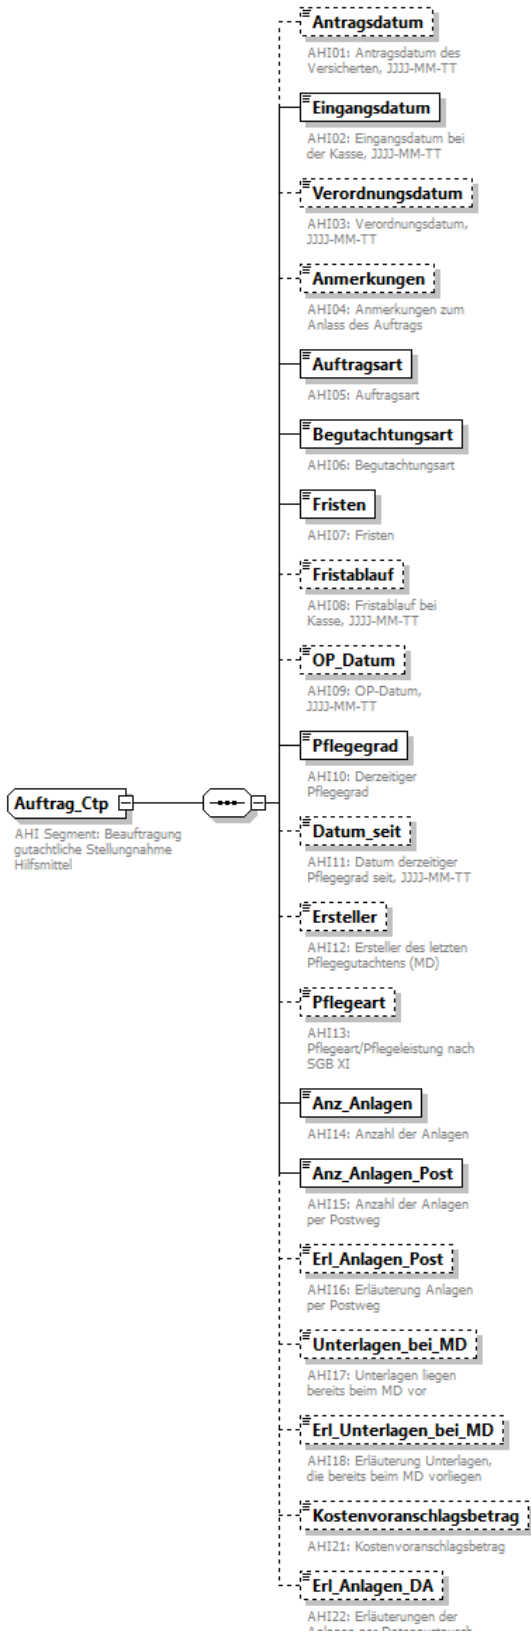 Antragsdatum
AHI01: Antragsdatum des
Versicherten, JJJJ-MM-TT
Eingangsdatum
AHI02: Eingangsdatum bei
der Kasse, JJJJ-MM-TT
Verordnungsdatum
AHI03: Verordnungsdatum,
JJJJ-MM-TT
Anmerkungen
AHI04: Anmerkungen zum
Anlass des Auftrags
Auftragsart
AHI05: Auftragsart
Begutachtungsart
AHI06: Begutachtungsart
Fristen
AHI07: Fristen
Fristablauf
AHI08: Fristablauf bei
Kasse, JJJJ-MM-TT
OP_Datum
AHI09: OP-Datum,
JJJJ-MM-TT
Pflegegrad
AHI10: Derzeitiger
Pflegegrad
Auftrag_Ctp
AHI Segment: Beauftragung
gutachtliche Stellungnahme
Hilfsmittel
Datum_seit
AHI11: Datum derzeitiger
Pflegegrad seit, JJJJ-MM-TT
Ersteller
AHI12: Ersteller des letzten
Pflegegutachtens (MD)
Pflegeart
AHI13:
Pflegeart/Pflegeleistung nach
SGB XI
Anz_Anlagen
AHI14: Anzahl der Anlagen
Anz_Anlagen_Post
AHI15: Anzahl der Anlagen
per Postweg
Erl_Anlagen_Post
AHI16: Erläuterung Anlagen
per Postweg
Unterlagen_bei_MD
AHI17: Unterlagen liegen
bereits beim MD vor
Erl_Unterlagen_bei_MD
AHI18: Erläuterung Unterlagen,
die bereits beim MD vorliegen
Kostenvoranschlagsbetrag
AHI21: Kostenvoranschlagsbetrag
Erl_Anlagen_DA
AHI22: Erläuterungen der